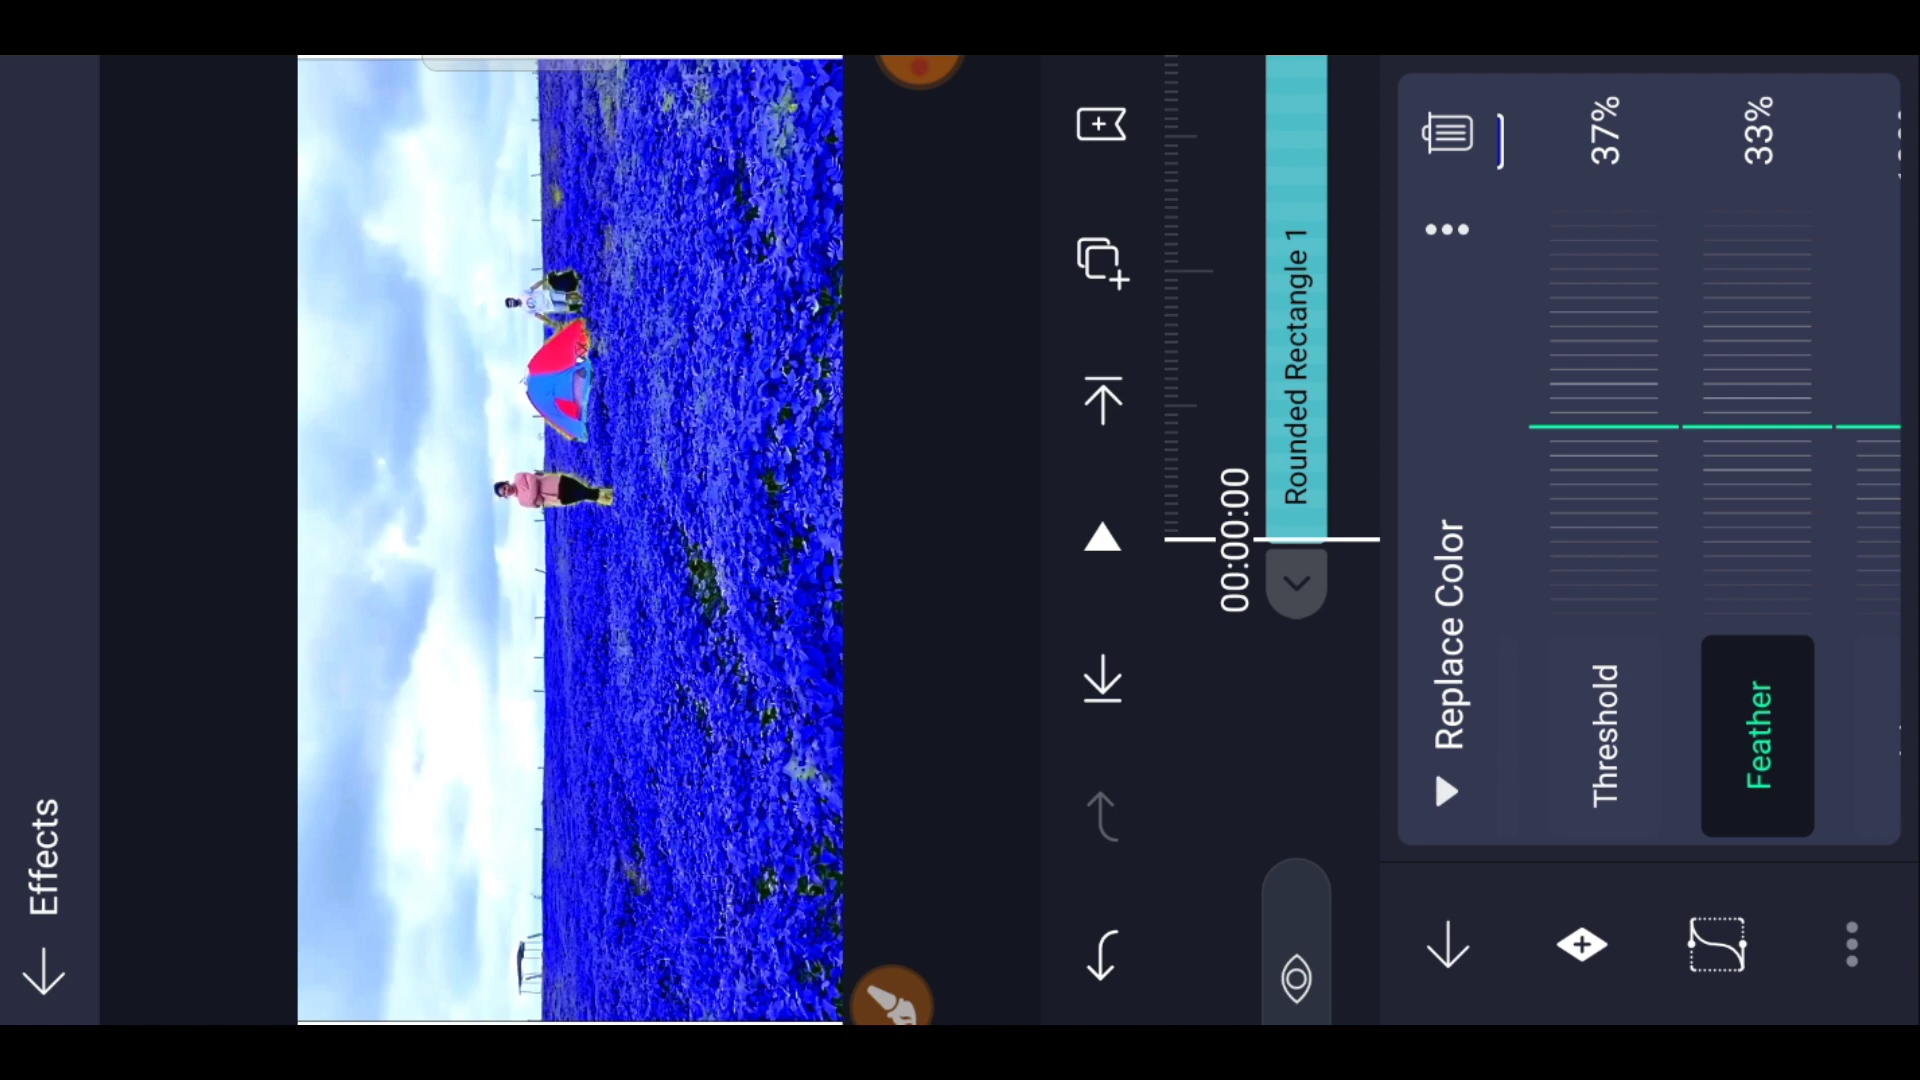 Effects
00:00:00
Rounded Rectangle 1
Replace Color
Threshold
37%
Feather
33%